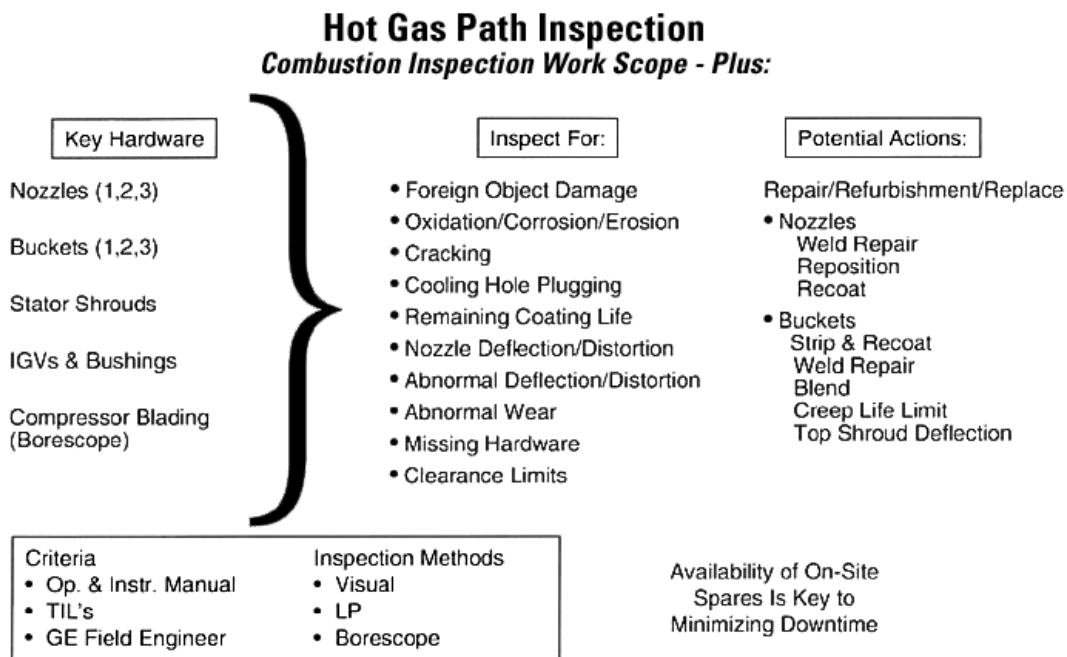 Hot Gas Path Inspection
Combustion Inspection Work Scope - Plus:
Key Hardware
Nozzles (1,2,3)
Buckets (1,2,3)
Stator Shrouds
IGVs & Bushings
Compressor Blading
(Borescope)
Inspect For:
• Foreign Object Damage
• Oxidation/Corrosion/Erosion
• Cracking
• Cooling Hole Plugging
• Remaining Coating Life
• Nozzle Deflection/Distortion
• Abnormal Deflection/Distortion
• Abnormal Wear
• Missing Hardware
• Clearance Limits
Potential Actions:
Repair/Refurbishment/Replace
• Nozzles
Weld Repair
Reposition
Recoat
• Buckets
Strip & Recoat
Weld Repair
Blend
Creep Life Limit
Top Shroud Deflection
Criteria
• Op. & Instr. Manual
• TIL's
• GE Field Engineer
Inspection Methods
• Visual
• LP
• Borescope
Availability of On-Site
Spares Is Key to
Minimizing Downtime